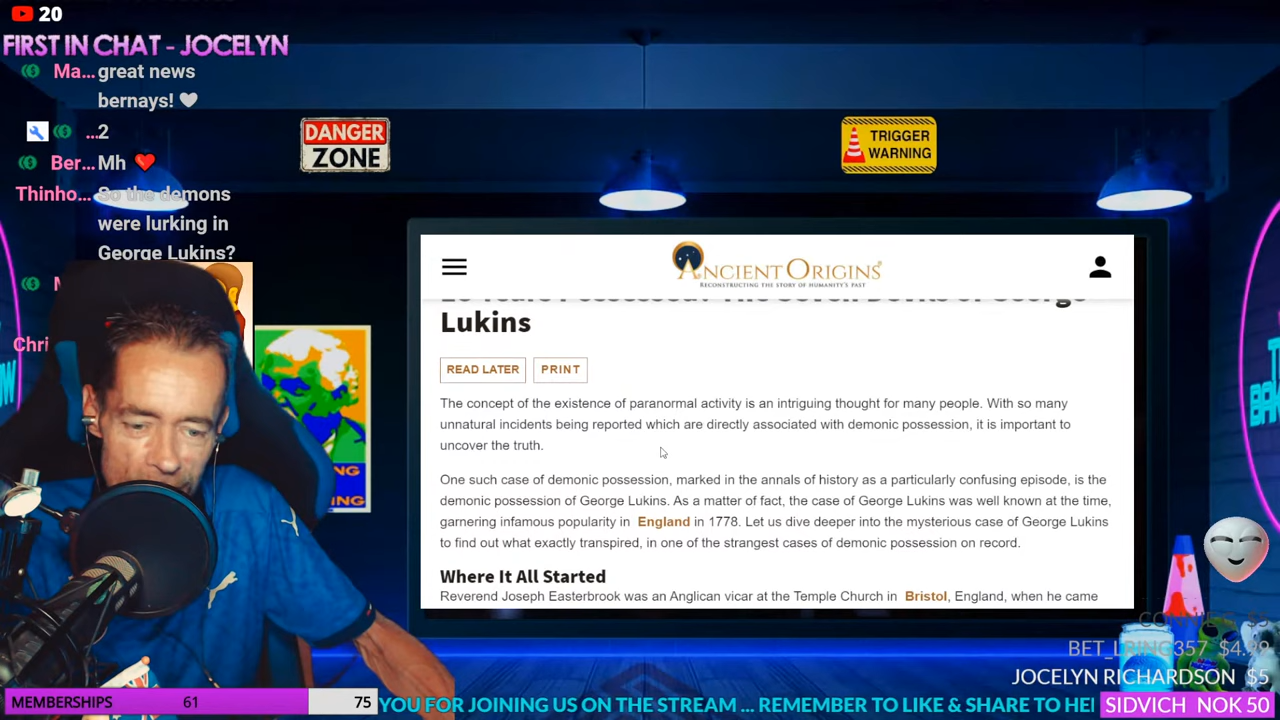 20
FIRST IN CHAT - JOCELYN
Ma... great news
bernays!
...2
Ber... Mh
Thinho... So the demons
were lurking in
George Lukins?
Chri
DANGER
ZONE
TRIGGER
WARNING
ANCIENT ORIGINS
RECONSTRUCTING THE STORY OF HUMANITY'S PAST
Lukins
READ LATER
PRINT
The concept of the existence of paranormal activity is an intriguing thought for many people. With so many
unnatural incidents being reported which are directly associated with demonic possession, it is important to
uncover the truth.
One such case of demonic possession, marked in the annals of history as a particularly confusing episode, is the
demonic possession of George Lukins. As a matter of fact, the case of George Lukins was well known at the time,
garnering infamous popularity in England in 1778. Let us dive deeper into the mysterious case of George Lukins
to find out what exactly transpired, in one of the strangest cases of demonic possession on record.
Where It All Started
Reverend Joseph Easterbrook was an Anglican vicar at the Temple Church in Bristol, England, when he came
JOCELYN RICHARDSON $5
MEMBERSHIPS 61 75
YOU FOR JOINING US ON THE STREAM ... REMEMBER TO LIKE & SHARE TO HEI
SIDVICH NOK 50